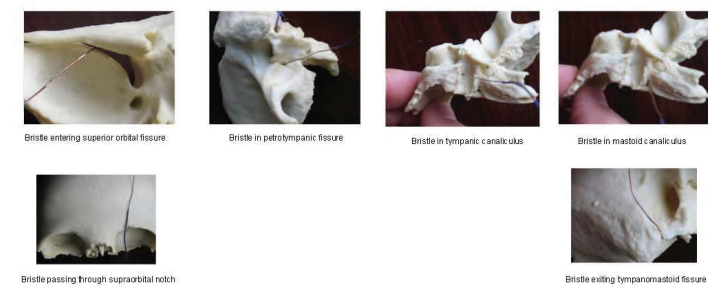 Bristle entering superior orbital fissure
Bristle in petrotympanic fissure
Bristle in tympanic canaliculus
Bristle in mastoid canaliculus
Bristle passing through supraorbital notch
Bristle exiting tympanomastoid fissure